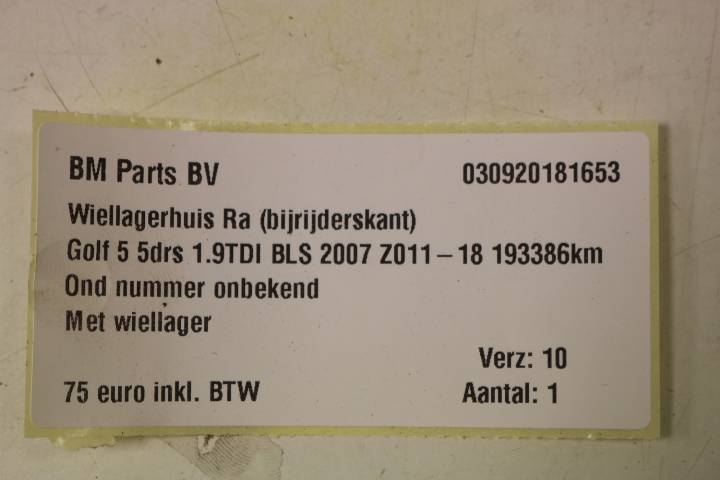 BM Parts BV 030920181653
Wiellagerhuis Ra (bijrijderskant)
Golf 5 5drs 1.9TDI BLS 2007 Z011-18 193386km
Ond nummer onbekend
Met wiellager
Verz: 10
75 euro inkl. BTW Aantal: 1